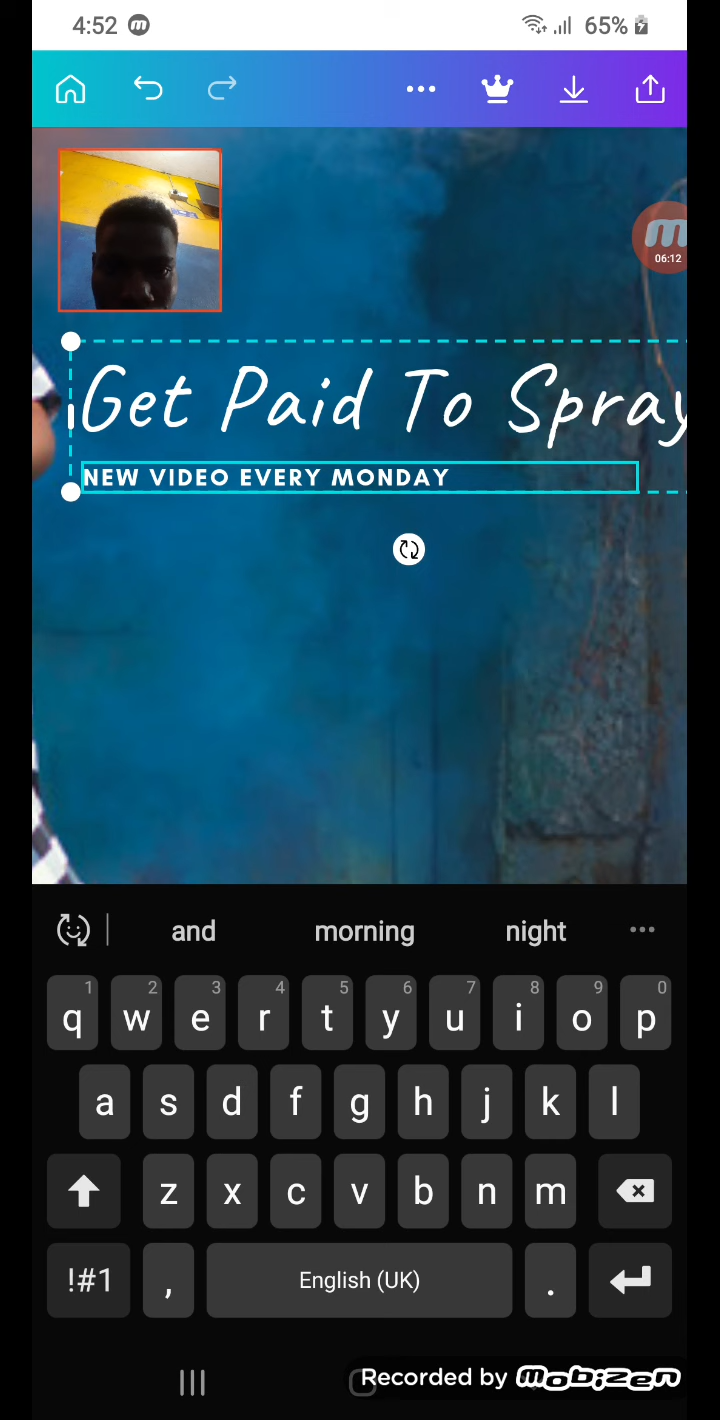 4:52 m 65%
m
06:12
Get Paid To Spray
NEW VIDEO EVERY MONDAY
and morning night
1 2 3 4 5 6 7 8 9 0
q w e r t y u i o p
a s d f g h j k l
z x c v b n m
!#1 , English (UK) .
Recorded by mobizen